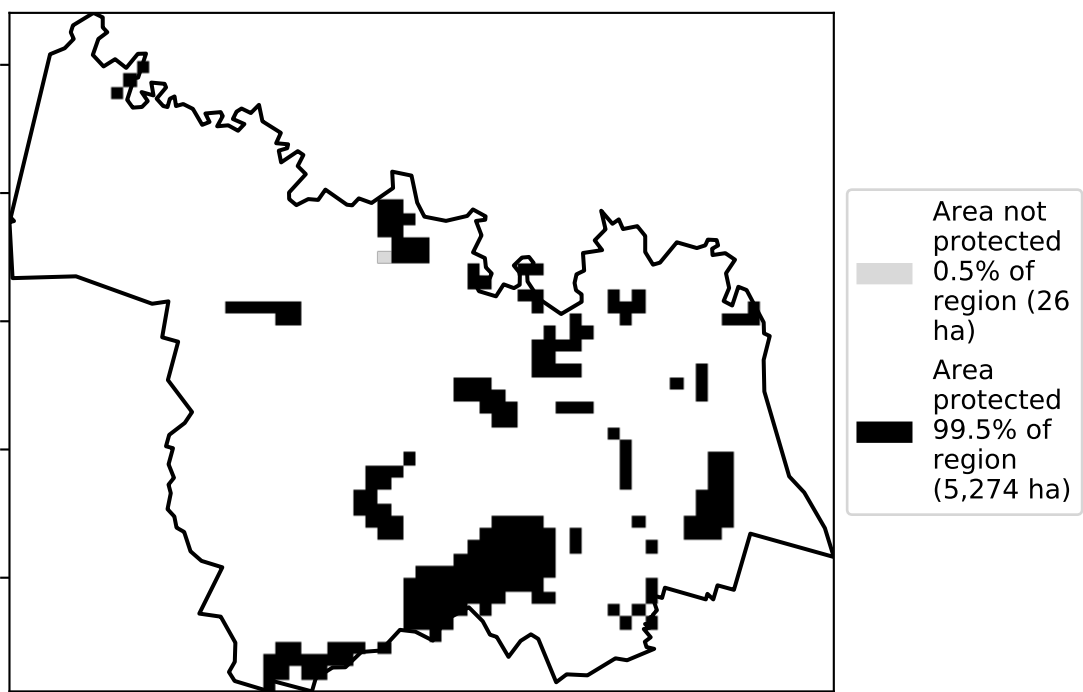 Area not
protected
0.5% of
region (26
ha)
Area
protected
99.5% of
region
(5,274 ha)